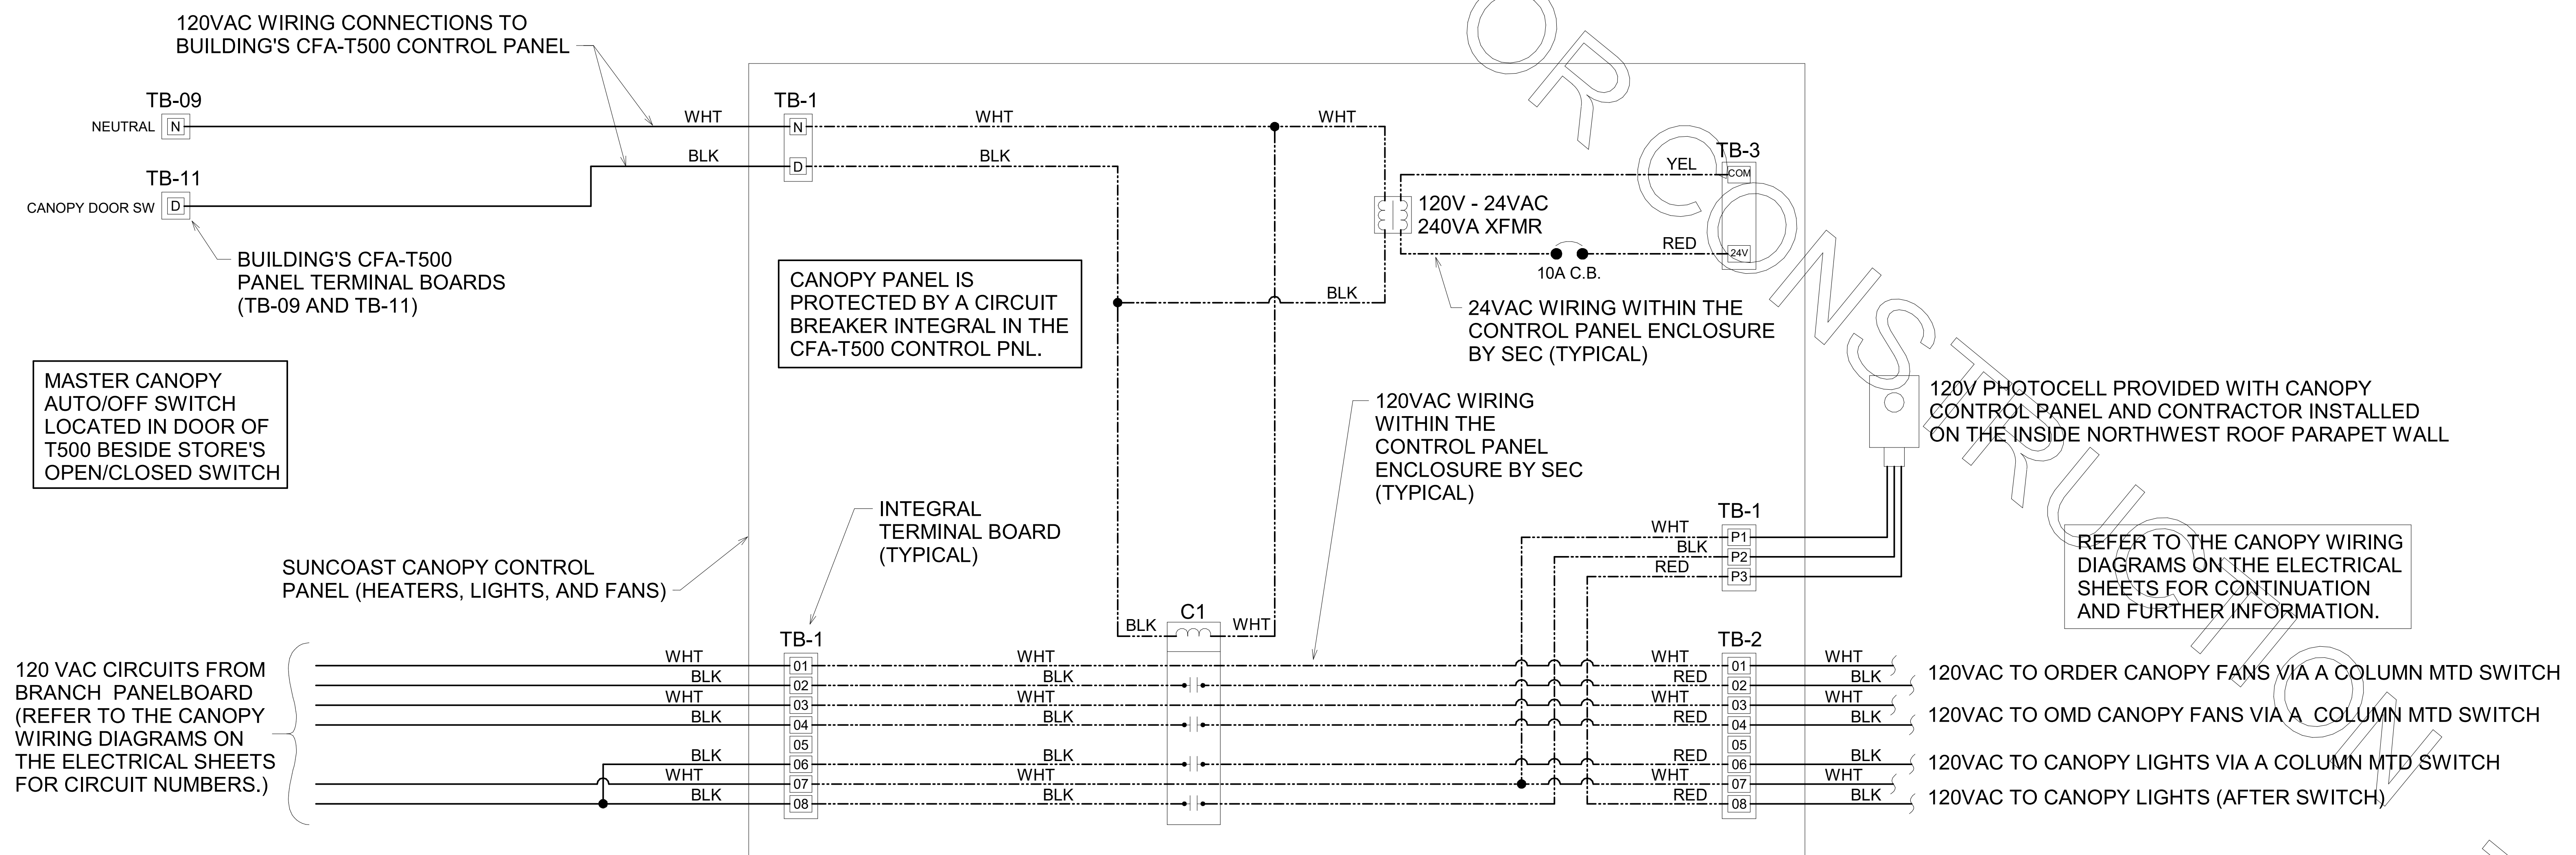 120VAC WIRING CONNECTIONS TO
BUILDING'S CFA-T500 CONTROL PANEL
TB-09
NEUTRAL N
TB-11
CANOPY DOOR SW D
BUILDING'S CFA-T500
PANEL TERMINAL BOARDS
(TB-09 AND TB-11)
MASTER CANOPY
AUTO/OFF SWITCH
LOCATED IN DOOR OF
T500 BESIDE STORE'S
OPEN/CLOSED SWITCH
SUNCOAST CANOPY CONTROL
PANEL (HEATERS, LIGHTS, AND FANS)
120 VAC CIRCUITS FROM
BRANCH PANELBOARD
(REFER TO THE CANOPY
WIRING DIAGRAMS ON
THE ELECTRICAL SHEETS
FOR CIRCUIT NUMBERS.)
WHT
BLK
TB-1
N
D
WHT
BLK
WHT
BLK
CANOPY PANEL IS
PROTECTED BY A CIRCUIT
BREAKER INTEGRAL IN THE
CFA-T500 CONTROL PNL.
120V - 24VAC
240VA XFMR
YEL
RED
10A C.B.
TB-3
COM
24V
24VAC WIRING WITHIN THE
CONTROL PANEL ENCLOSURE
BY SEC (TYPICAL)
120VAC WIRING
WITHIN THE
CONTROL PANEL
ENCLOSURE BY SEC
(TYPICAL)
INTEGRAL
TERMINAL BOARD
(TYPICAL)
120V PHOTOCELL PROVIDED WITH CANOPY
CONTROL PANEL AND CONTRACTOR INSTALLED
ON THE INSIDE NORTHWEST ROOF PARAPET WALL
TB-1
WHT P1
BLK P2
RED P3
REFER TO THE CANOPY WIRING
DIAGRAMS ON THE ELECTRICAL
SHEETS FOR CONTINUATION
AND FURTHER INFORMATION.
C1
BLK WHT
TB-1
TB-2
WHT 01 WHT WHT 01 WHT
BLK 02 BLK RED 02 BLK
WHT 03 WHT WHT 03 WHT
BLK 04 BLK RED 04 BLK
05 05
BLK 06 BLK RED 06 BLK
WHT 07 WHT WHT 07 WHT
BLK 08 BLK RED 08 BLK
120VAC TO ORDER CANOPY FANS VIA A COLUMN MTD SWITCH
120VAC TO OMD CANOPY FANS VIA A COLUMN MTD SWITCH
120VAC TO CANOPY LIGHTS VIA A COLUMN MTD SWITCH
120VAC TO CANOPY LIGHTS (AFTER SWITCH)
OR CONSTRUCTION